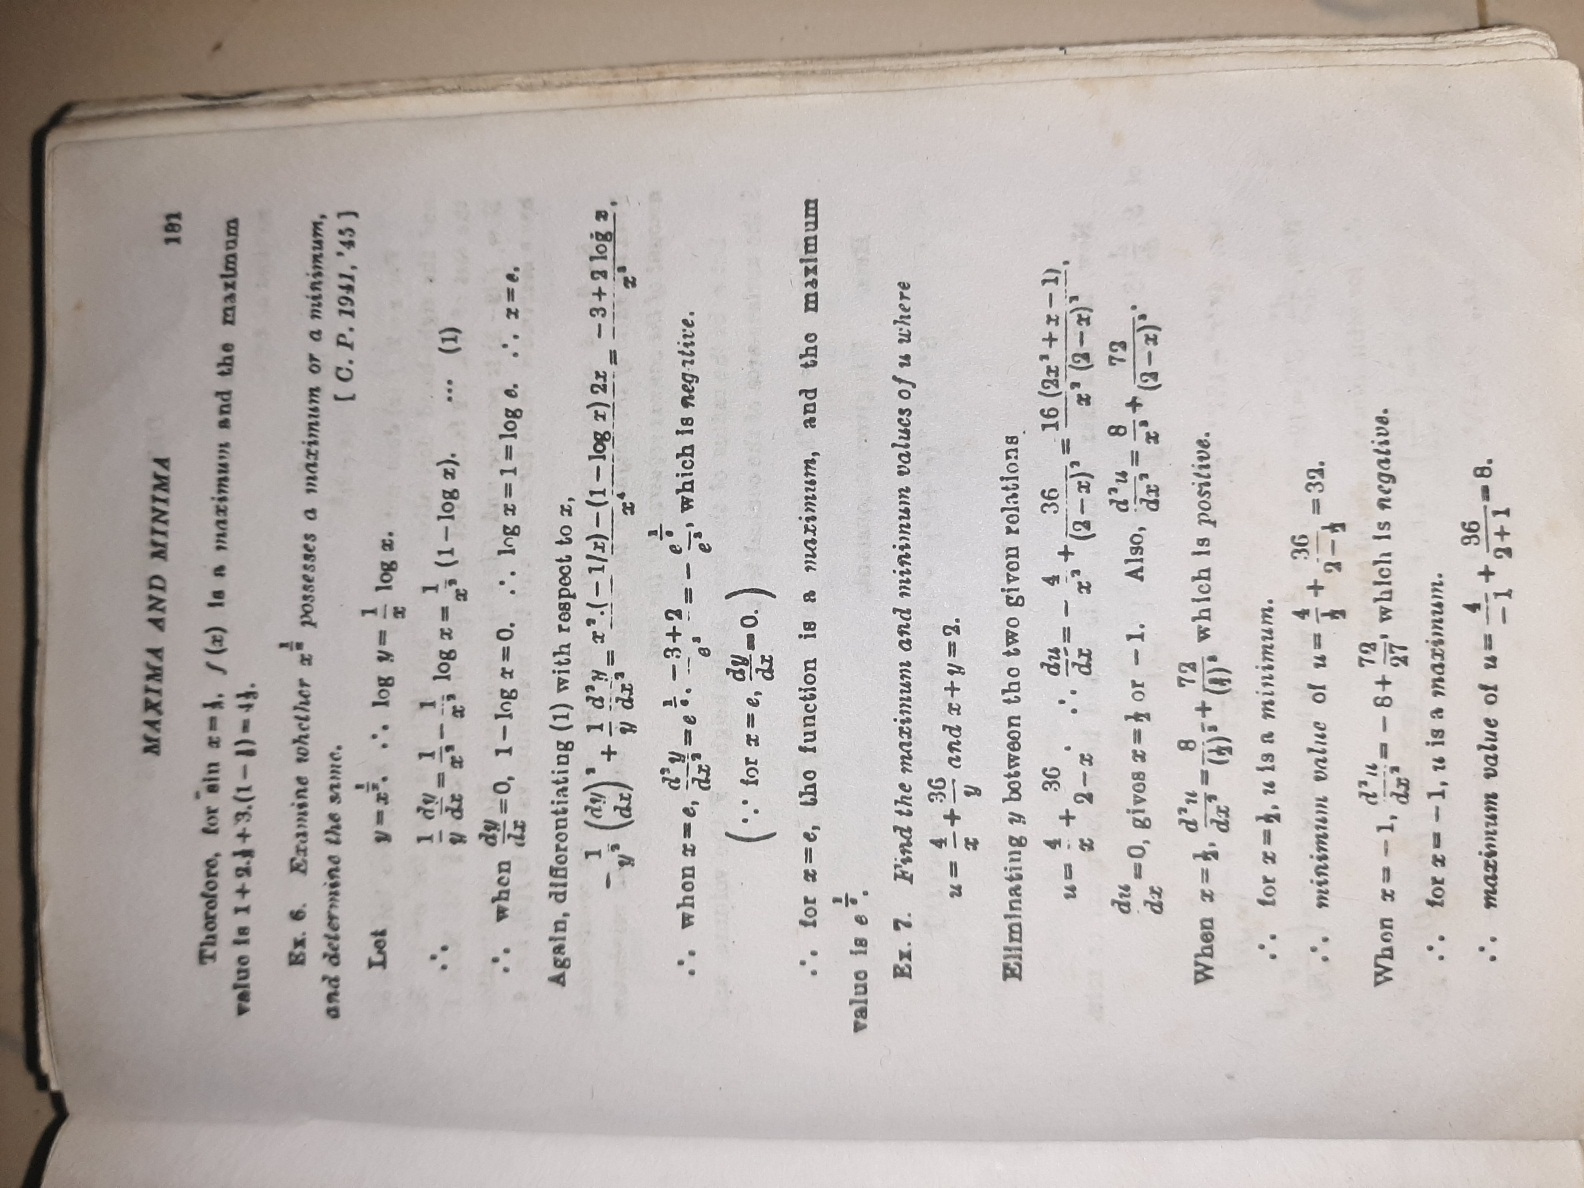 MAXIMA AND MINIMA 191
Therefore, for sin x = ¼, f(x) is a maximum and the maximum
value is
Ex. 6. Examine whether x^(1/x) possesses a maximum or a minimum,
and determine the same. [ C. P. 1941, '45 ]
Let y = x^(1/x). ∴ log y = 1/x log x.
∴ 1/y dy/dx = 1/x² − 1/x² log x = 1/x² (1 − log x). ... (1)
∴ when dy/dx = 0, 1 − log x = 0. ∴ log x = 1 = log e. ∴ x = e.
Again, differentiating (1) with respect to x,
− 1/y² (dy/dx)² + 1/y d²y/dx² = x².(−1/x) − (1 − log x) 2x / x⁴ = −3 + 2 log x / x³,
∴ when x = e, d²y/dx² = e^(1/e). −3+2 / e³ = − e^(1/e) / e³, which is negative.
(∵ for x = e, dy/dx = 0.)
∴ for x = e, the function is a maximum, and the maximum
value is e^(1/e).
Ex. 7. Find the maximum and minimum values of u where
u = 4/x + 36/y and x + y = 2.
Eliminating y between the two given relations
u = 4/x + 36/(2 − x). ∴ du/dx = − 4/x² + 36/(2 − x)² = 16 (2x² + x − 1) / x² (2 − x)²,
du/dx = 0, gives x = ½ or −1. Also, d²u/dx² = 8/x³ + 72/(2 − x)³.
When x = ½, d²u/dx² = 8/(½)³ + 72/(3/2)³ which is positive.
∴ for x = ½, u is a minimum.
∴ minimum value of u = 4/½ + 36/(2 − ½) = 32.
When x = −1, d²u/dx² = −8 + 72/27, which is negative.
∴ for x = −1, u is a maximum.
∴ maximum value of u = 4/−1 + 36/(2 + 1) = 8.